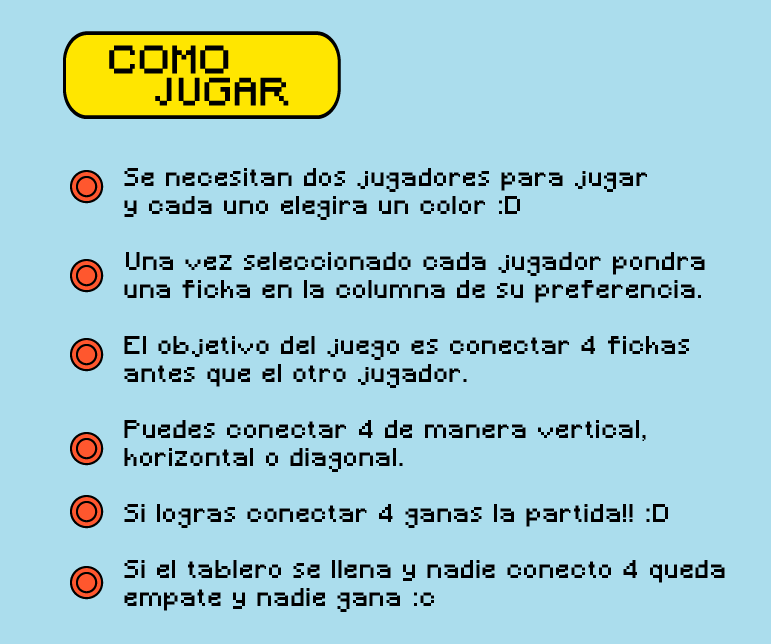 COMO
JUGAR
Se necesitan dos jugadores para jugar
y cada uno elegira un color :D
Una vez seleccionado cada jugador pondra
una ficha en la columna de su preferencia.
El objetivo del juego es conectar 4 fichas
antes que el otro jugador.
Puedes conectar 4 de manera vertical,
horizontal o diagonal.
Si logras conectar 4 ganas la partida!! :D
Si el tablero se llena y nadie conecto 4 queda
empate y nadie gana :c